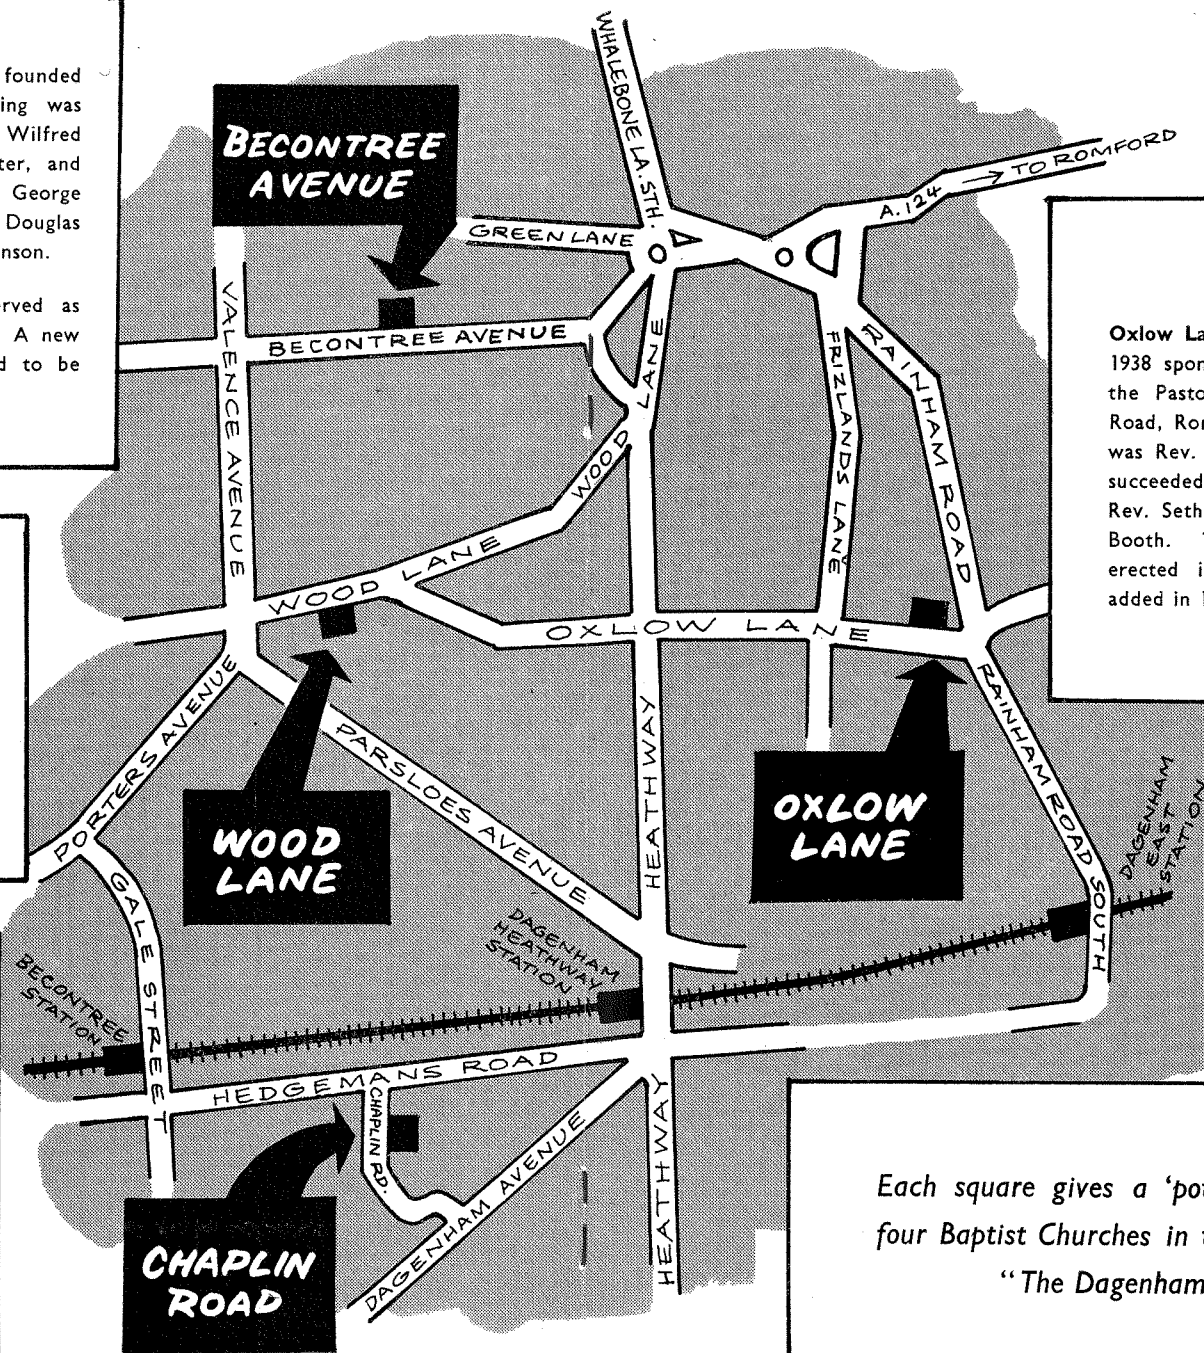 founded
ing was
Wilfred
ter, and
George
Douglas
nson.
rved as
A new
d to be
WHALEBONE LA. STH.
BECONTREE
AVENUE
A.124 → TO ROMFORD
GREEN LANE
VALENCE AVENUE
BECONTREE AVENUE
WOOD LANE
FRIZLANDS LANE
RAINHAM ROAD
Oxlow La
1938 spon
the Pasto
Road, Ror
was Rev.
succeeded
Rev. Seth
Booth.
erected i
added in
WOOD LANE
OXLOW LANE
PORTERS AVENUE
PARSLOES AVENUE
HEATHWAY
RAINHAM ROAD SOUTH
WOOD
LANE
OXLOW
LANE
DAGENHAM
EAST
STATION
GALE STREET
DAGENHAM
HEATHWAY
STATION
BECONTREE
STATION
HEDGEMANS ROAD
CHAPLIN RD.
DAGENHAM AVENUE
HEATHWAY
CHAPLIN
ROAD
Each square gives a ‘pot
four Baptist Churches in t
“The Dagenham